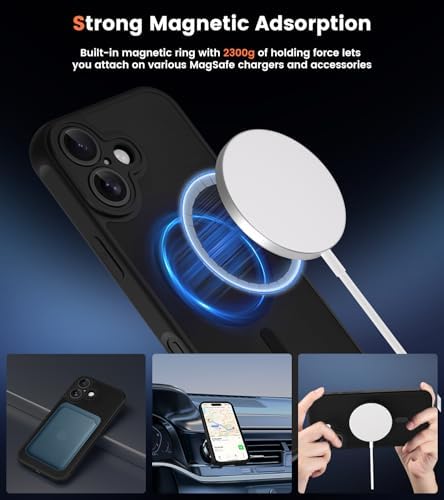 Strong Magnetic Adsorption
Built-in magnetic ring with 2300g of holding force lets
you attach on various MagSafe chargers and accessories